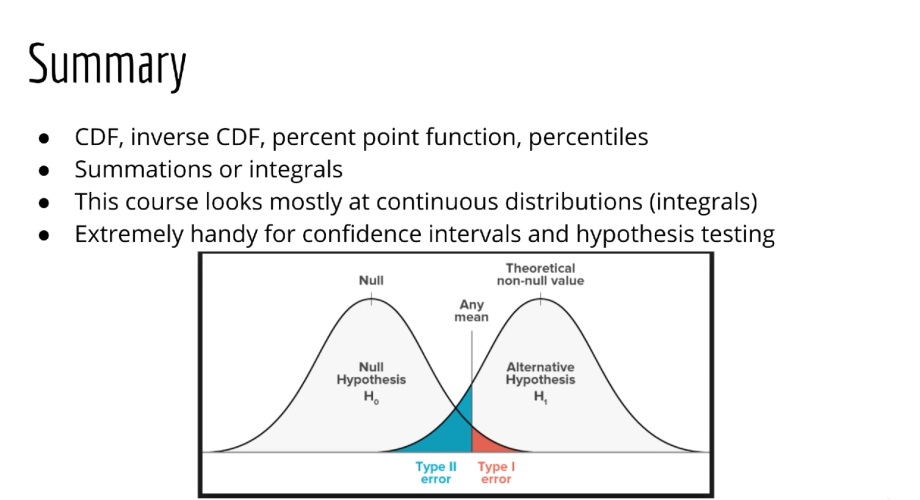 Summary
● CDF, inverse CDF, percent point function, percentiles
● Summations or integrals
● This course looks mostly at continuous distributions (integrals)
● Extremely handy for confidence intervals and hypothesis testing
Null
Theoretical
non-null value
Any
mean
Null
Hypothesis
H₀
Alternative
Hypothesis
H₁
Type II
error
Type I
error